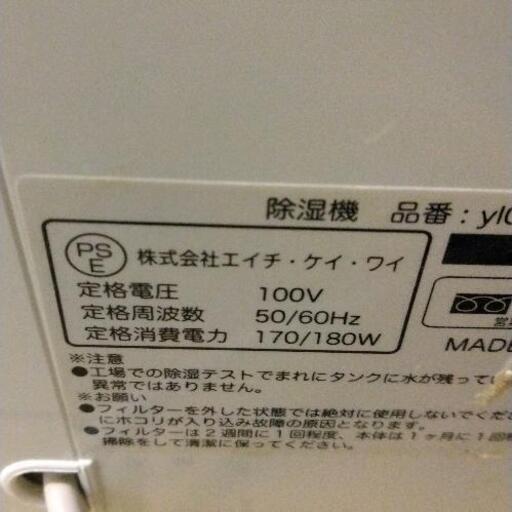 除湿機 品番:yl0
PS
E
株式会社エイチ・ケイ・ワイ
定格電圧 100V
定格周波数 50/60Hz
定格消費電力 170/180W
営業
MADE
※注意
●工場での除湿テストでまれにタンクに水が残ってい
異常ではありません。
※お願い
●フィルターを外した状態では絶対に使用しないでくださ
にホコリが入り込み故障の原因となります。
●フィルターは2週間に1回程度、本体は1ヶ月に1回程
掃除をして清潔に保ってください。